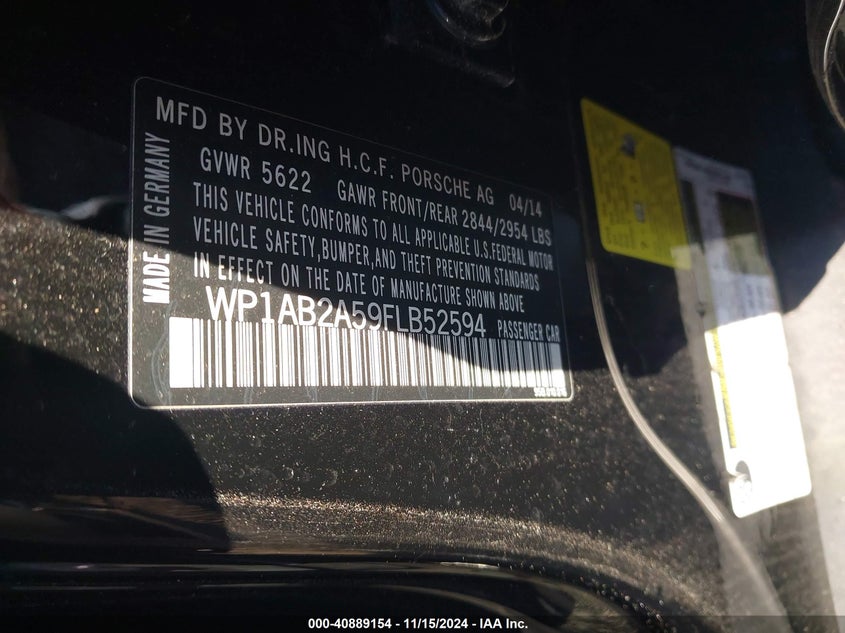 MFD BY DR.ING H.C.F. PORSCHE AG 04/14
GVWR 5622 GAWR FRONT/REAR 2844/2954 LBS
THIS VEHICLE CONFORMS TO ALL APPLICABLE U.S.FEDERAL MOTOR
VEHICLE SAFETY,BUMPER,AND THEFT PREVENTION STANDARDS
IN EFFECT ON THE DATE OF MANUFACTURE SHOWN ABOVE
WP1AB2A59FLB52594 PASSENGER CAR
MADE IN GERMANY
000-40889154 - 11/15/2024 - IAA Inc.